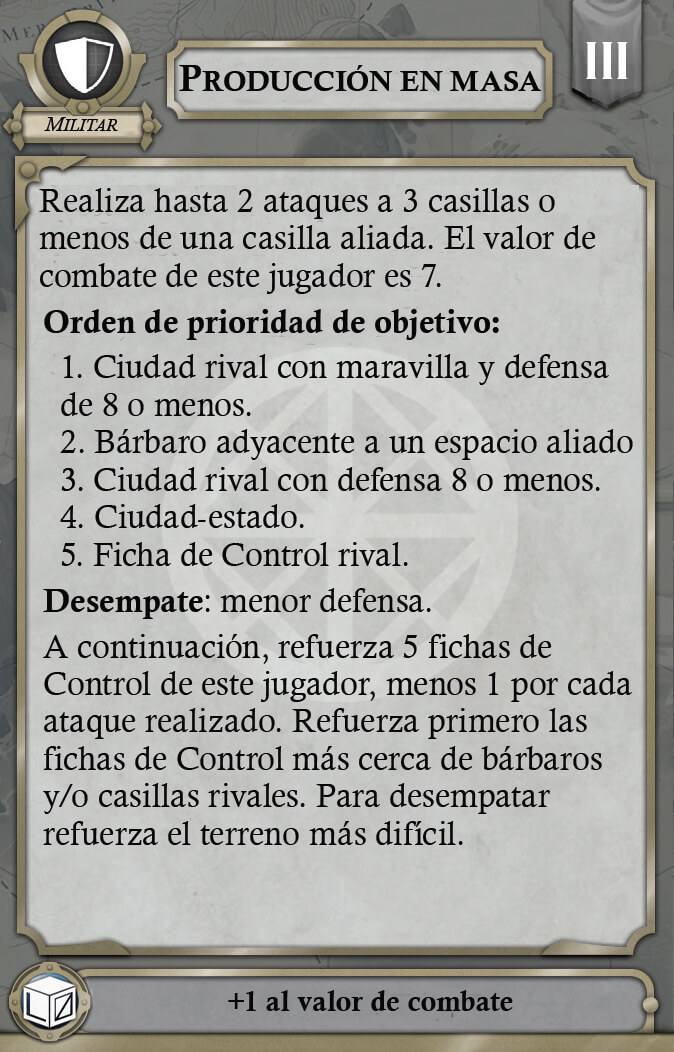 PRODUCCIÓN EN MASA
III
MILITAR
Realiza hasta 2 ataques a 3 casillas o
menos de una casilla aliada. El valor de
combate de este jugador es 7.
Orden de prioridad de objetivo:
1. Ciudad rival con maravilla y defensa
de 8 o menos.
2. Bárbaro adyacente a un espacio aliado
3. Ciudad rival con defensa 8 o menos.
4. Ciudad-estado.
5. Ficha de Control rival.
Desempate: menor defensa.
A continuación, refuerza 5 fichas de
Control de este jugador, menos 1 por cada
ataque realizado. Refuerza primero las
fichas de Control más cerca de bárbaros
y/o casillas rivales. Para desempatar
refuerza el terreno más difícil.
+1 al valor de combate